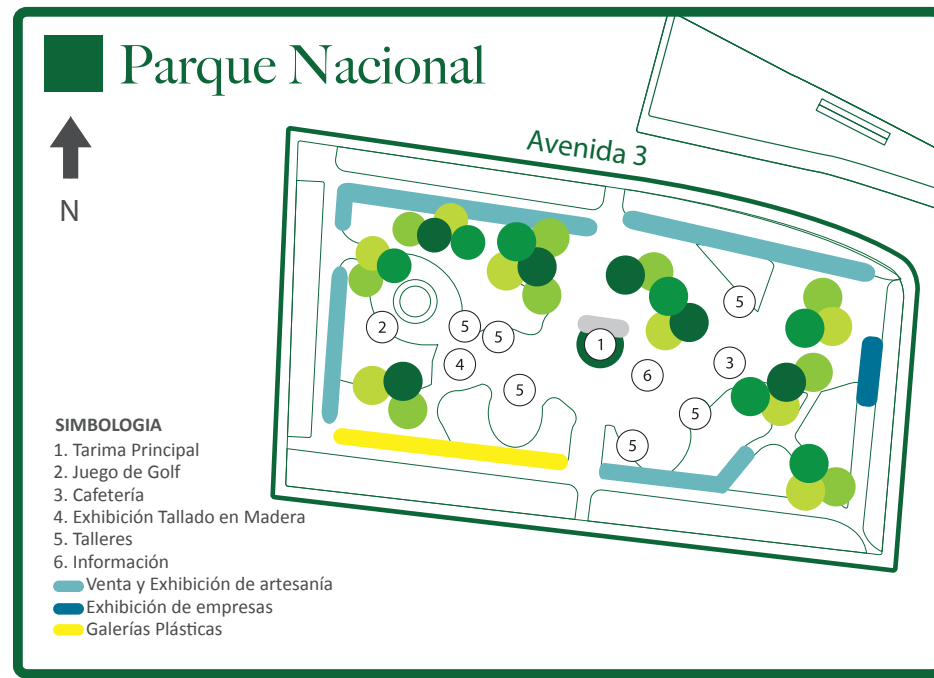 Parque Nacional
N
Avenida 3
5
2
5
5
1
4
3
6
5
5
5
SIMBOLOGIA
1. Tarima Principal
2. Juego de Golf
3. Cafetería
4. Exhibición Tallado en Madera
5. Talleres
6. Información
Venta y Exhibición de artesanía
Exhibición de empresas
Galerías Plásticas